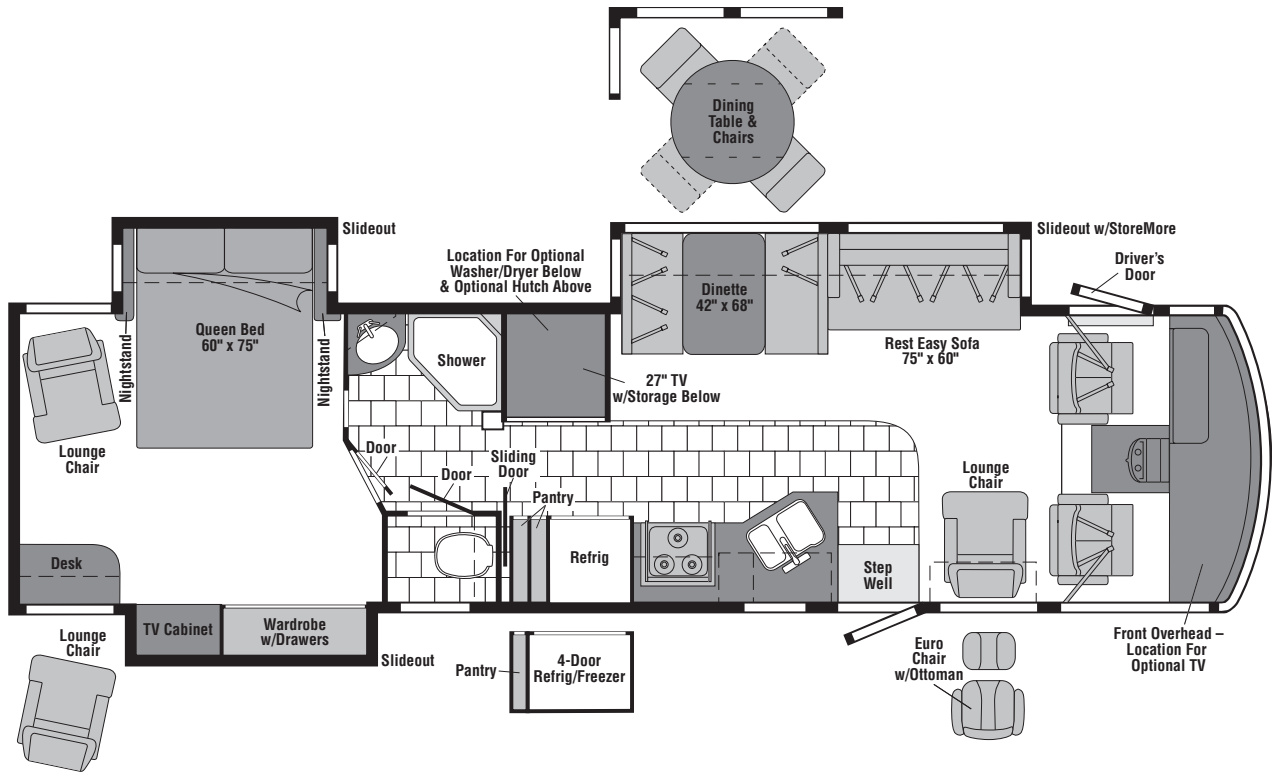 Dining
Table &
Chairs
Slideout
Location For Optional
Washer/Dryer Below
& Optional Hutch Above
Slideout w/StoreMore
Driver's
Door
Dinette
42" x 68"
Queen Bed
60" x 75"
Nightstand
Nightstand
Shower
Rest Easy Sofa
75" x 60"
27" TV
w/Storage Below
Lounge
Chair
Door
Sliding
Door
Door
Pantry
Lounge
Chair
Refrig
Desk
Step
Well
TV Cabinet
Wardrobe
w/Drawers
Lounge
Chair
Slideout
Pantry
4-Door
Refrig/Freezer
Euro
Chair
w/Ottoman
Front Overhead –
Location For
Optional TV